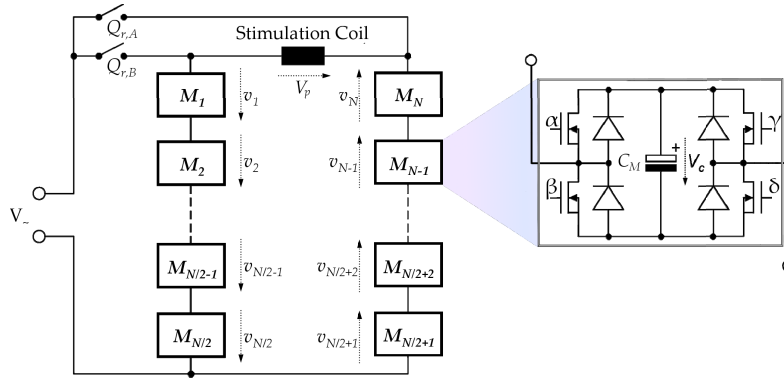 Q_{r,A}
Stimulation Coil
Q_{r,B}
V_p
M_1
v_1
v_N
M_N
M_2
v_2
v_{N-1}
M_{N-1}
V_~
M_{N/2-1}
v_{N/2-1}
v_{N/2+2}
M_{N/2+2}
M_{N/2}
v_{N/2}
v_{N/2+1}
M_{N/2+1}
α
γ
+
C_M
V_c
β
δ